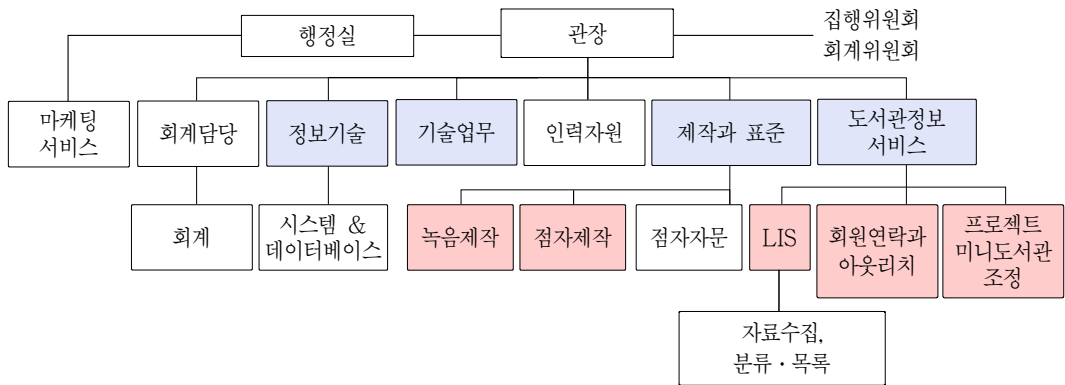 행정실
관장
집행위원회
회계위원회
마케팅
서비스
회계담당
정보기술
기술업무
인력자원
제작과 표준
도서관정보
서비스
회계
시스템 &
데이터베이스
녹음제작
점자제작
점자자문
LIS
회원연락과
아웃리치
프로젝트
미니도서관
조정
자료수집,
분류・목록